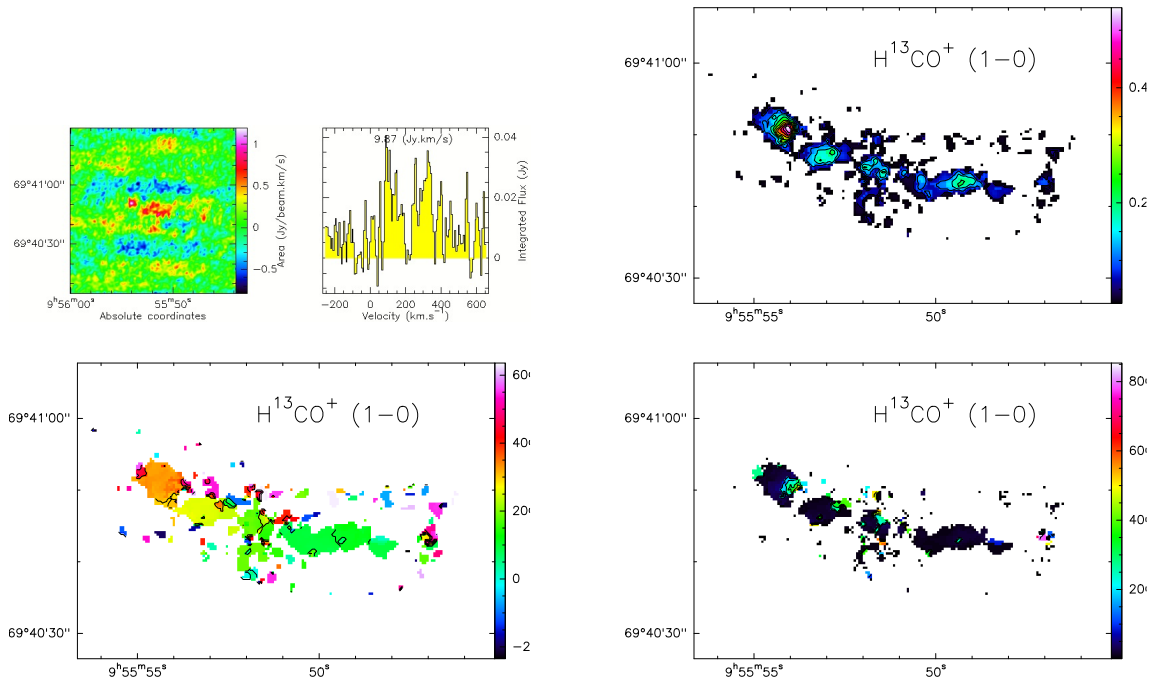 9.87 (Jy.km/s)
1
0.5
0
−0.5
Area (Jy/beam.km/s)
69°41'00''
69°40'30''
9ʰ56ᵐ00ˢ
55ᵐ50ˢ
Absolute coordinates
0.04
0.02
0
Integrated Flux (Jy)
−200
0
200
400
600
Velocity (km.s⁻¹)
H¹³CO⁺ (1−0)
69°41'00''
69°40'30''
9ʰ55ᵐ55ˢ
50ˢ
0.4
0.2
H¹³CO⁺ (1−0)
69°41'00''
69°40'30''
9ʰ55ᵐ55ˢ
50ˢ
0
H¹³CO⁺ (1−0)
69°41'00''
69°40'30''
9ʰ55ᵐ55ˢ
50ˢ